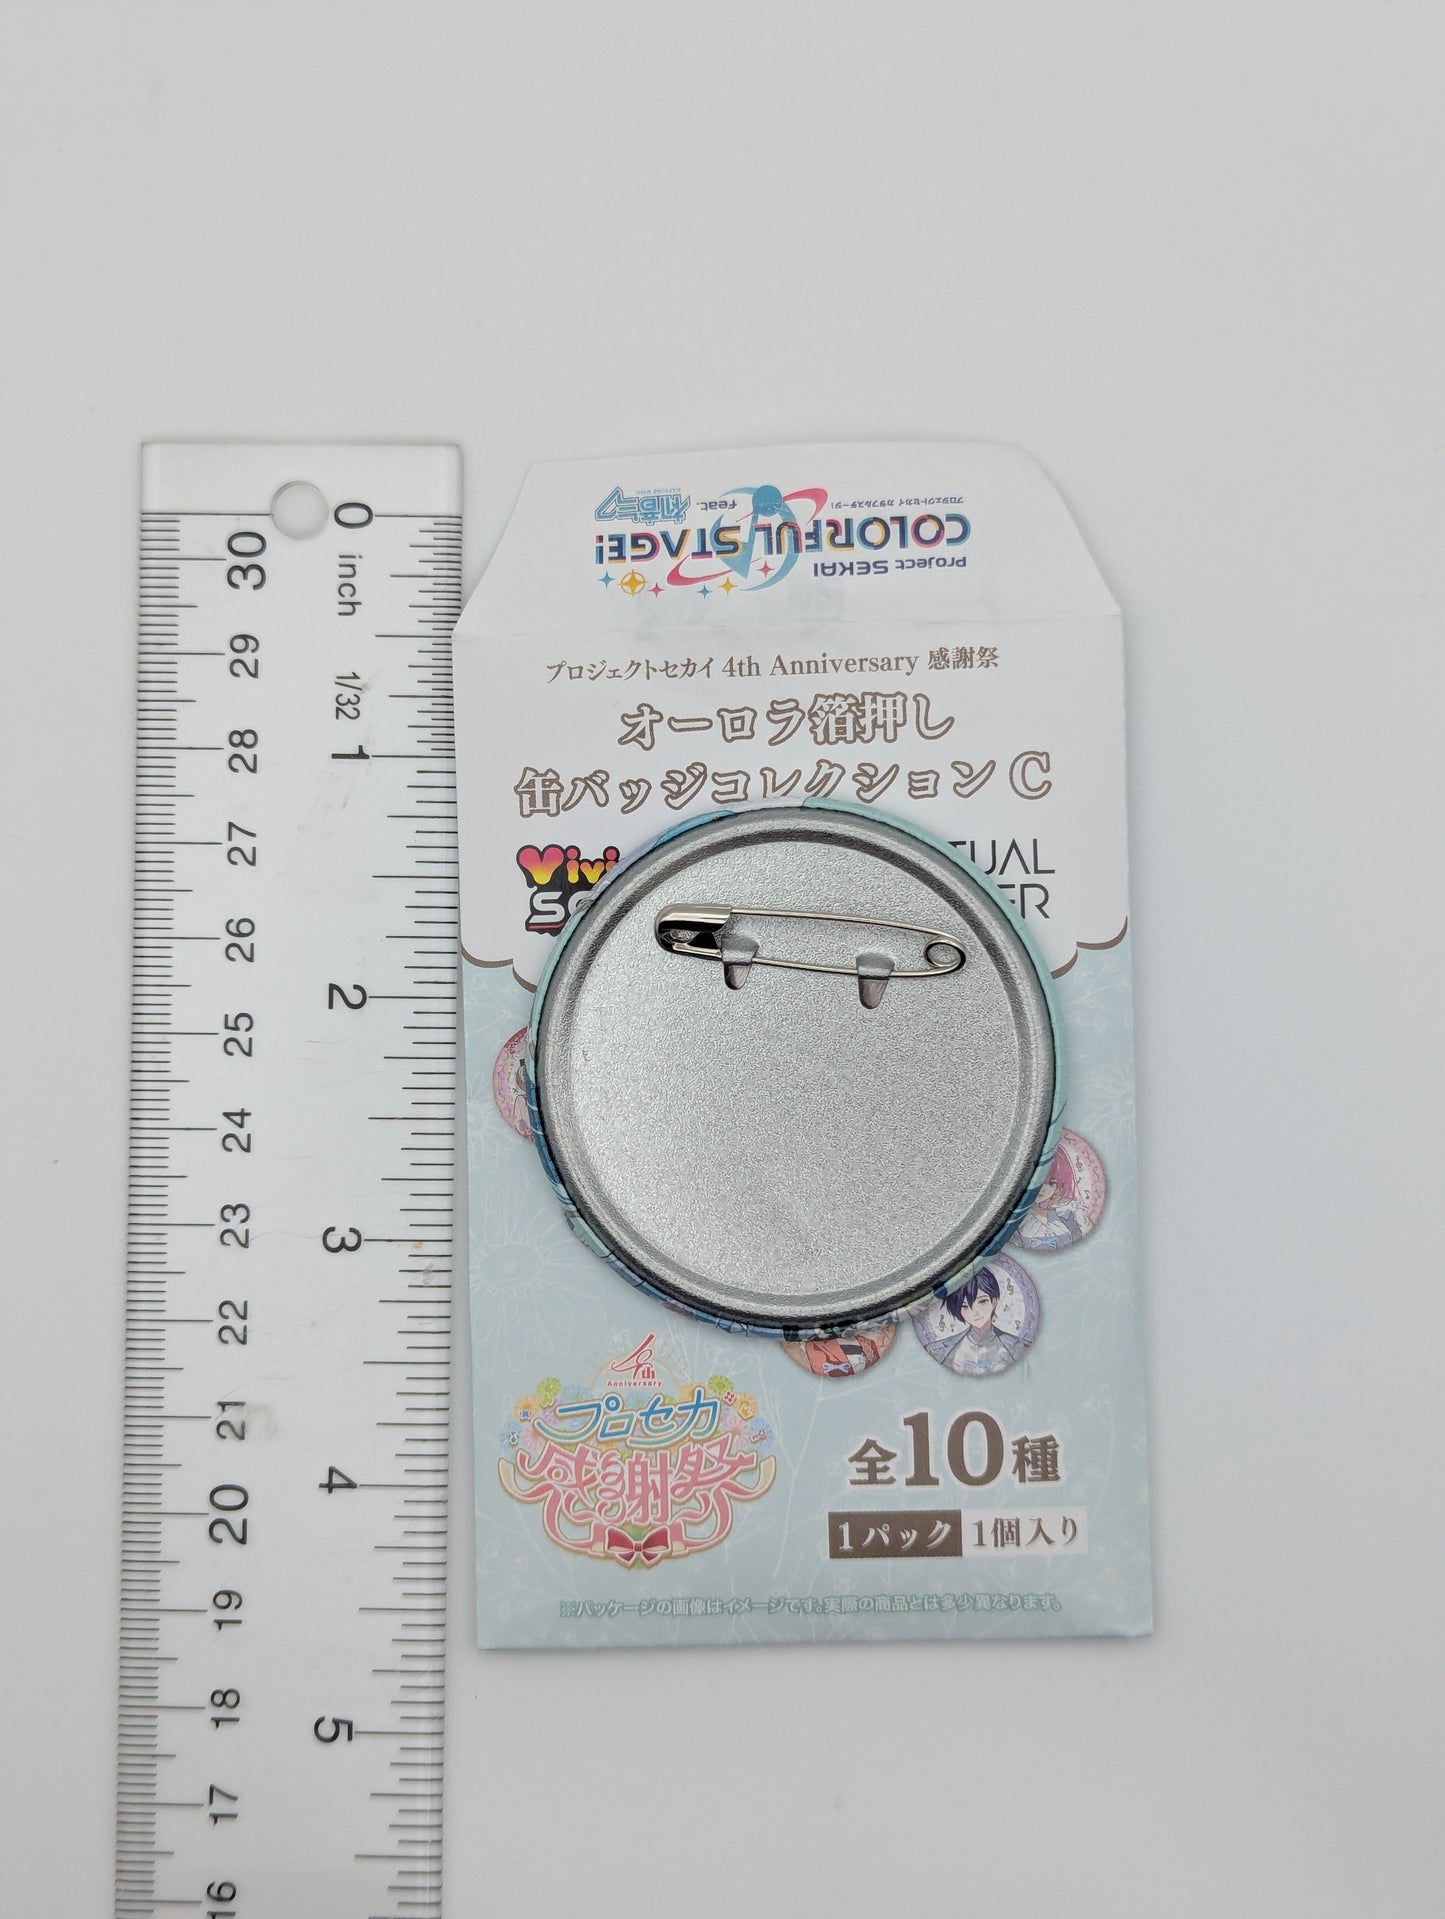 0
inch
1/32
1
2
3
4
5
30
29
28
27
26
25
24
23
22
21
20
19
18
17
16
プロジェクトセカイ カラフルステージ!
Project SEKAI
COLORFUL STAGE!
feat. 初音ミク
HATSUNE MIKU
プロジェクトセカイ 4th Anniversary 感謝祭
オーロラ箔押し
缶バッジコレクション C
Vivi
TUAL
4th
Anniversary
プロセカ
感謝祭
全10種
1パック 1個入り
※パッケージの画像はイメージです。実際の商品とは多少異なります。